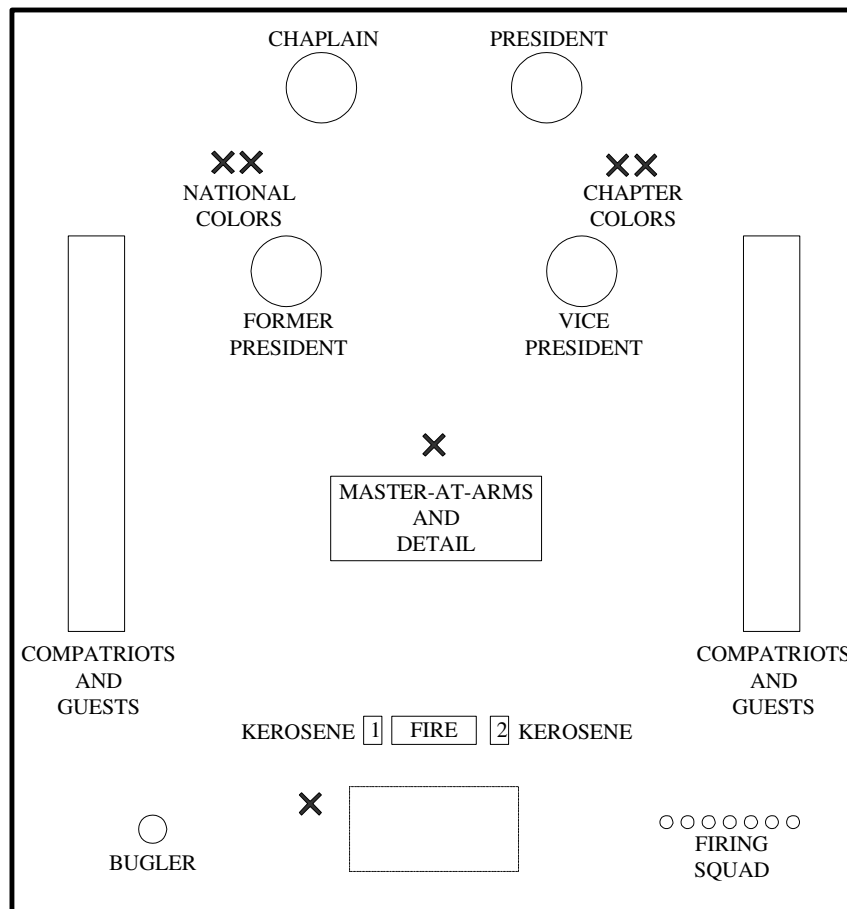 CHAPLAIN
PRESIDENT
NATIONAL
COLORS
CHAPTER
COLORS
FORMER
PRESIDENT
VICE
PRESIDENT
MASTER-AT-ARMS
AND
DETAIL
COMPATRIOTS
AND
GUESTS
COMPATRIOTS
AND
GUESTS
KEROSENE 1 FIRE 2 KEROSENE
BUGLER
FIRING
SQUAD